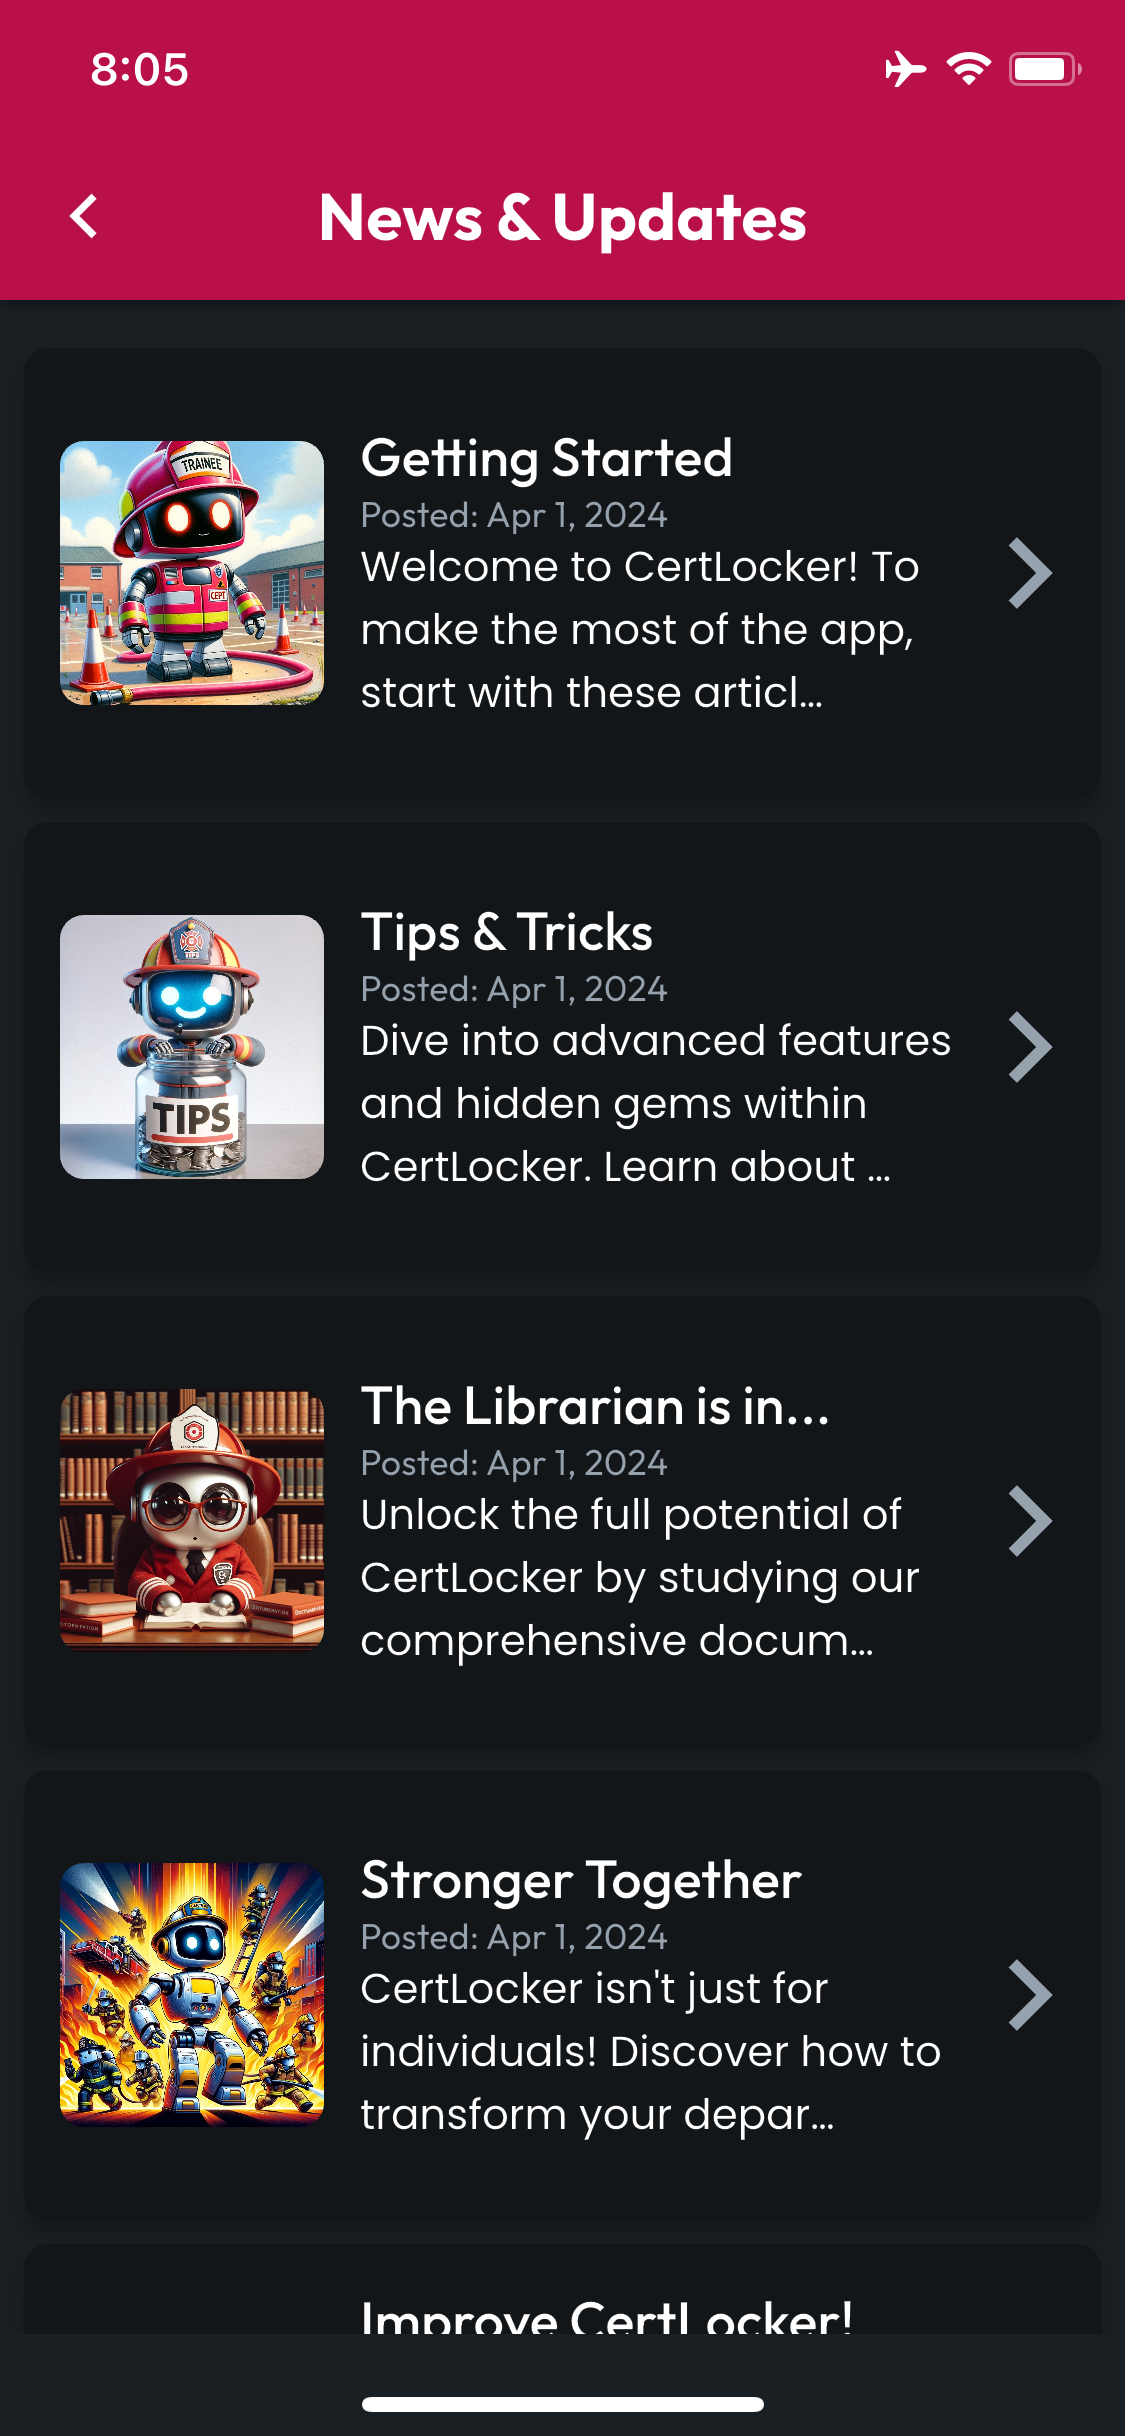 8:05
News & Updates
TRAINEE
CEPT
Getting Started
Posted: Apr 1, 2024
Welcome to CertLocker! To
make the most of the app,
start with these articl...
TIPS
TIPS
Tips & Tricks
Posted: Apr 1, 2024
Dive into advanced features
and hidden gems within
CertLocker. Learn about ...
The Librarian is in...
Posted: Apr 1, 2024
Unlock the full potential of
CertLocker by studying our
comprehensive docum...
Stronger Together
Posted: Apr 1, 2024
CertLocker isn't just for
individuals! Discover how to
transform your depar...
Improve CertLocker!